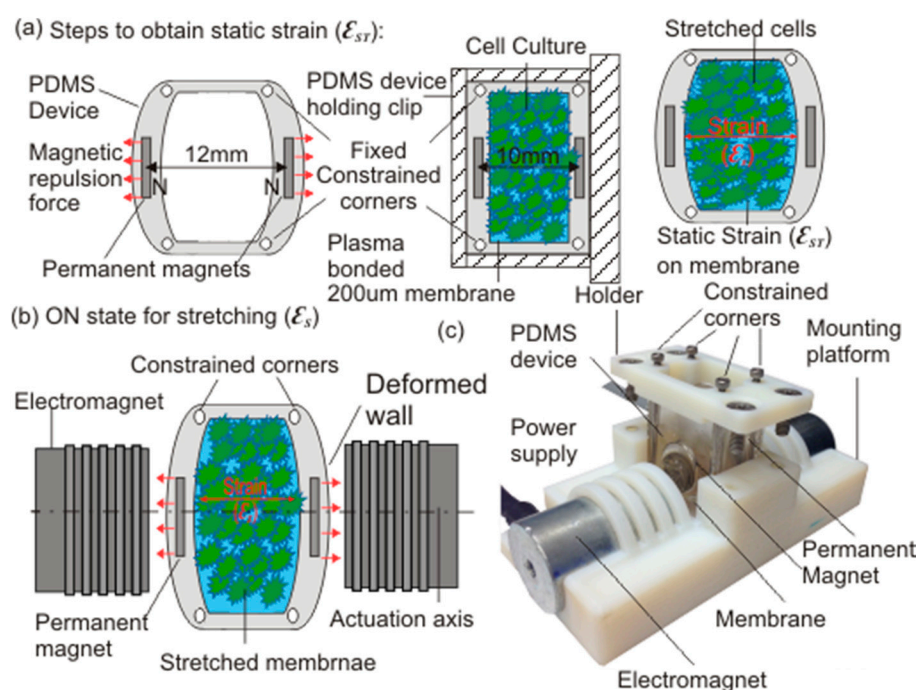 (a) Steps to obtain static strain (ℰST):
PDMS
Device
Magnetic
repulsion
force
12mm
N
N
Permanent magnets
PDMS device
holding clip
Fixed
Constrained
corners
Plasma
bonded
200um membrane
Cell Culture
10mm
Holder
Stretched cells
Strain
(ℰs)
Static Strain (ℰST)
on membrane
(b) ON state for stretching (ℰS)
Constrained corners
Electromagnet
Deformed
wall
Strain
(ℰs)
Permanent
magnet
Stretched membrnae
Actuation axis
(c)
Constrained
corners
PDMS
device
Mounting
platform
Power
supply
Permanent
Magnet
Membrane
Electromagnet